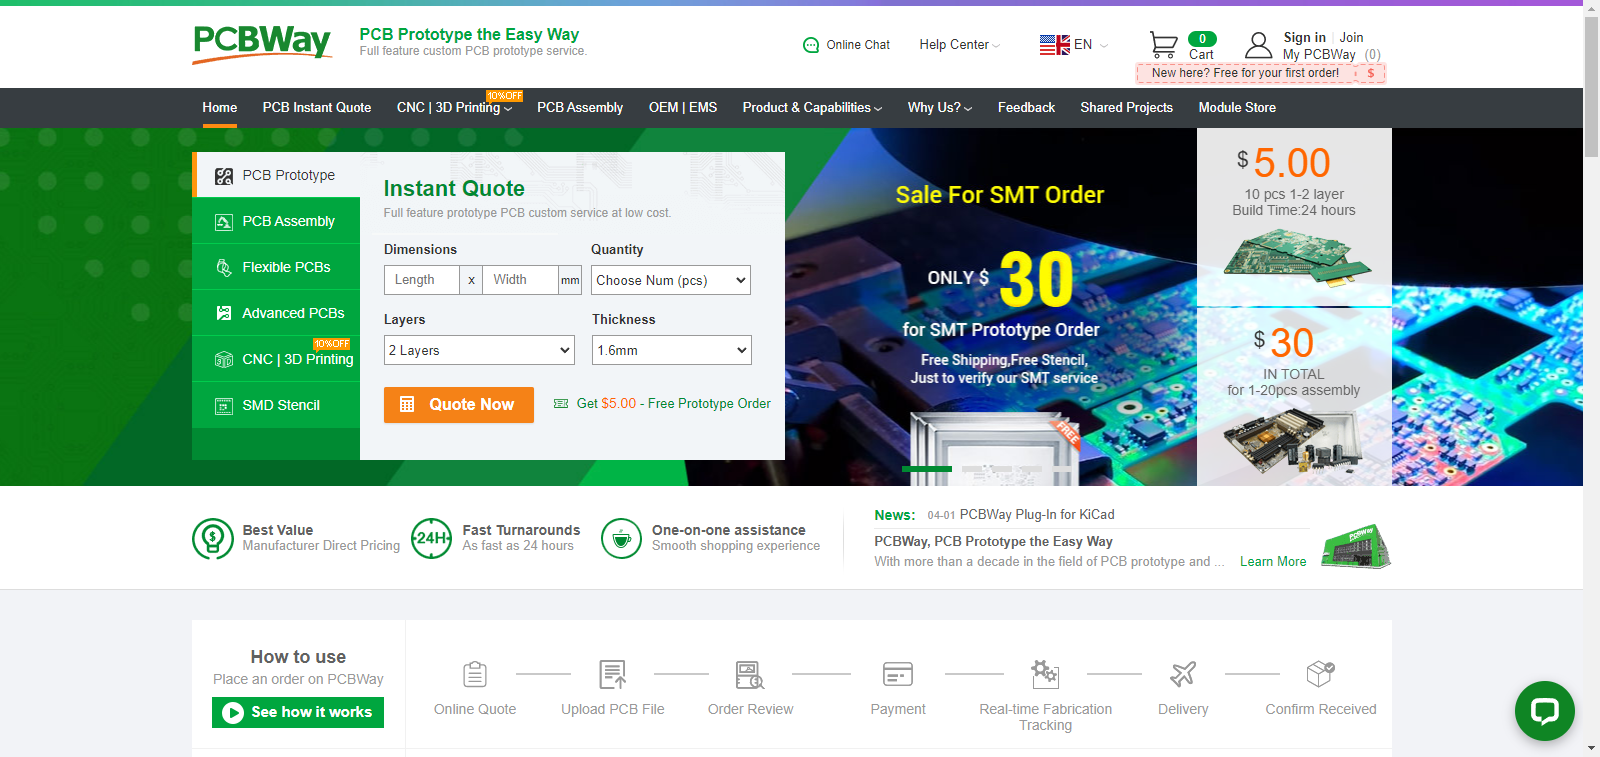 PCBWay
PCB Prototype the Easy Way
Full feature custom PCB prototype service.
Online Chat
Help Center
EN
0
Cart
Sign in | Join
My PCBWay (0)
New here? Free for your first order! $
Home
PCB Instant Quote
CNC | 3D Printing
10%OFF
PCB Assembly
OEM | EMS
Product & Capabilities
Why Us?
Feedback
Shared Projects
Module Store
PCB Prototype
PCB Assembly
Flexible PCBs
Advanced PCBs
10%OFF
CNC | 3D Printing
SMD Stencil
Instant Quote
Full feature prototype PCB custom service at low cost.
Dimensions
Quantity
Length x Width mm
Choose Num (pcs)
Layers
Thickness
2 Layers
1.6mm
Quote Now
Get $5.00 - Free Prototype Order
Sale For SMT Order
ONLY $ 30
for SMT Prototype Order
Free Shipping,Free Stencil,
Just to verify our SMT service
FREE
$ 5.00
10 pcs 1-2 layer
Build Time:24 hours
$ 30
IN TOTAL
for 1-20pcs assembly
Best Value
Manufacturer Direct Pricing
24H
Fast Turnarounds
As fast as 24 hours
One-on-one assistance
Smooth shopping experience
News: 04-01 PCBWay Plug-In for KiCad
PCBWay, PCB Prototype the Easy Way
With more than a decade in the field of PCB prototype and ... Learn More
PCBWay
How to use
Place an order on PCBWay
See how it works
Online Quote
Upload PCB File
Order Review
Payment
Real-time Fabrication
Tracking
Delivery
Confirm Received